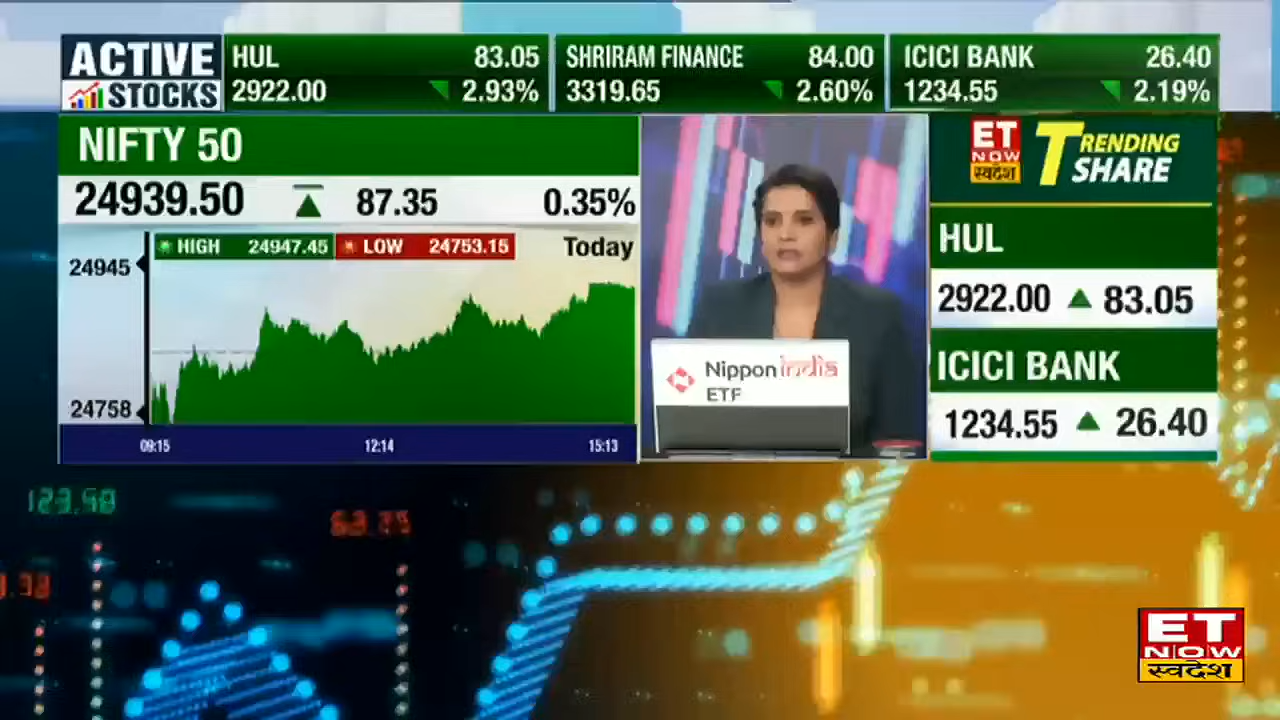 ACTIVE
STOCKS
HUL 83.05
2922.00 2.93%
SHRIRAM FINANCE 84.00
3319.65 2.60%
ICICI BANK 26.40
1234.55 2.19%
NIFTY 50
24939.50 87.35 0.35%
HIGH 24947.45 LOW 24753.15 Today
24945
24758
09:15 12:14 15:13
Nippon india
ETF
ET
NOW
स्वदेश
TRENDING
SHARE
HUL
2922.00 83.05
ICICI BANK
1234.55 26.40
123.58
ET
NOW
स्वदेश